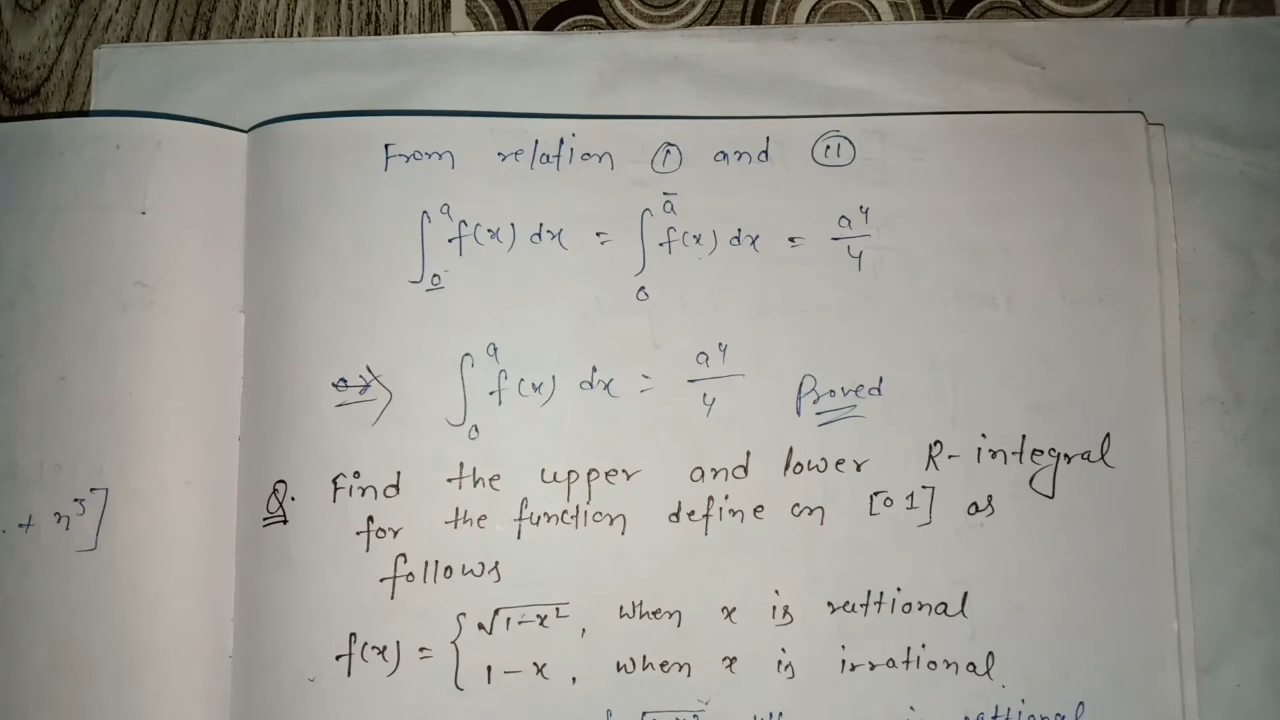 From relation (I) and (II)
∫_0^a f(x) dx = ∫_0^ā f(x) dx = a⁴/4
⇒ ∫_0^a f(x) dx = a⁴/4 Proved
Q. Find the upper and lower R-integral
for the function define on [0 1] as
follows
f(x) = { √1-x², when x is rattional
1-x, when x is irrational.
. + n³]